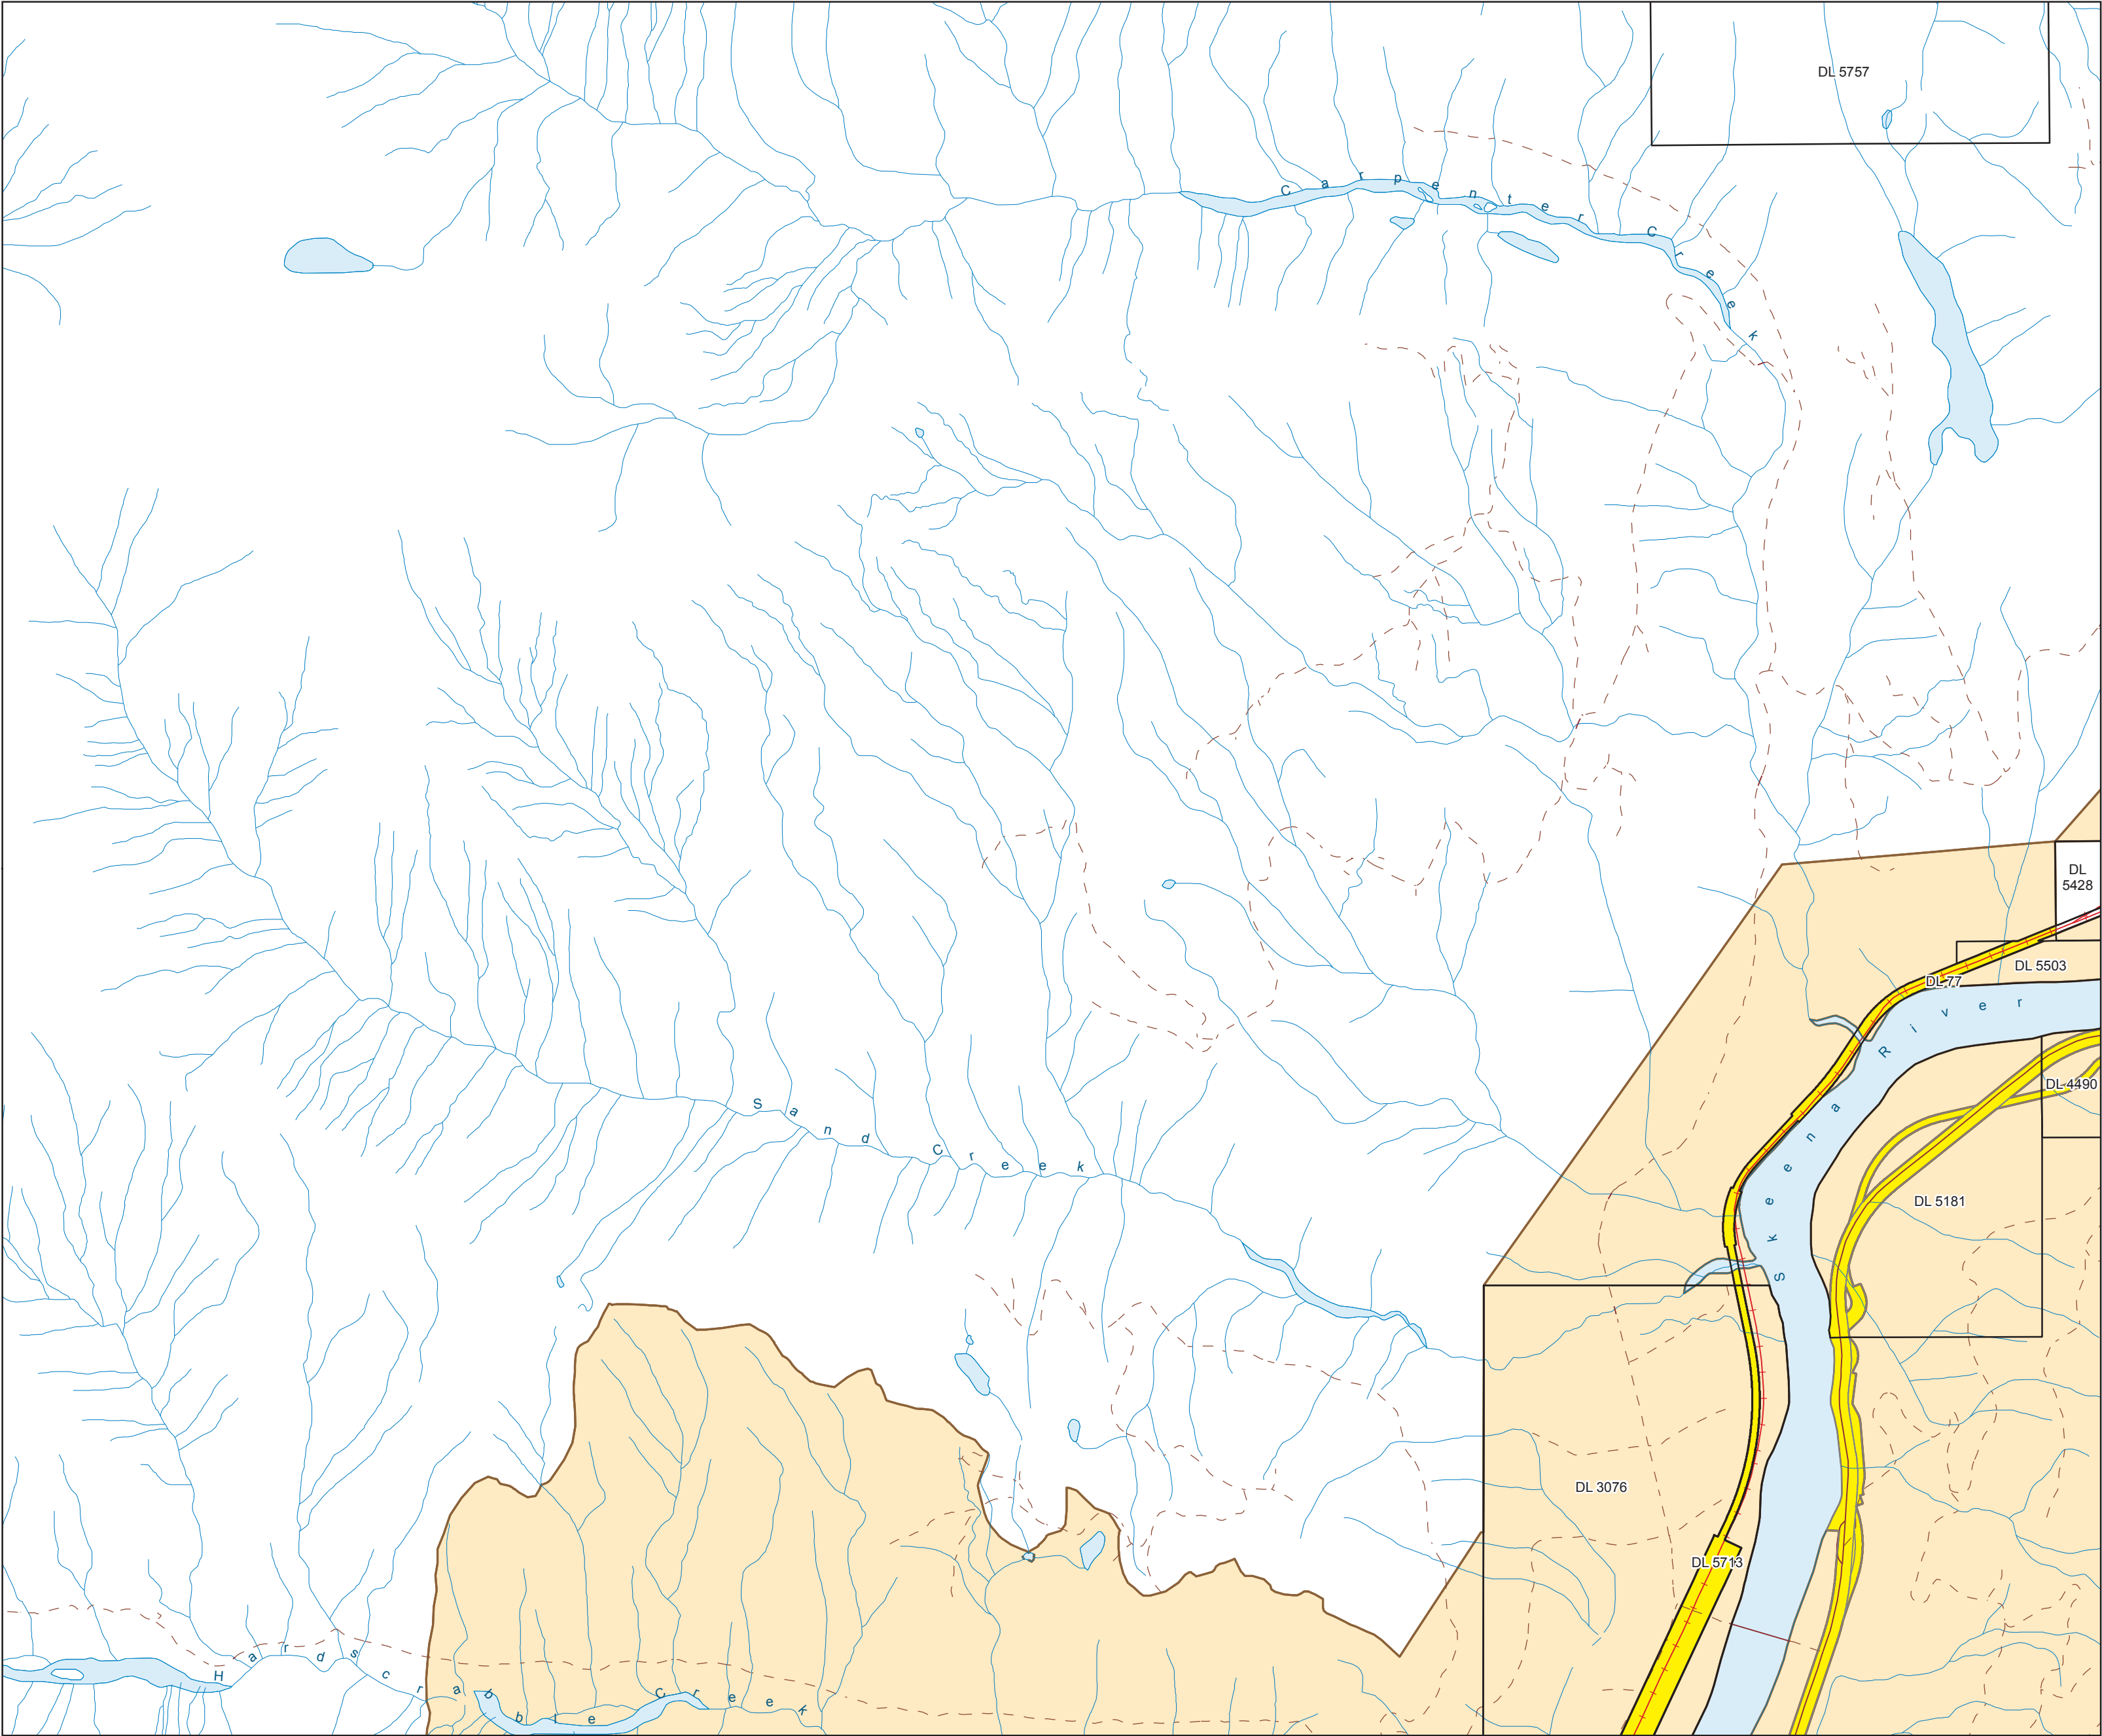 DL 5757
Carpenter Creek
DL
5428
DL 5503
DL 77
Skeena River
DL 4490
Sand Creek
DL 5181
DL 3076
DL 5713
Hardscrabble Creek